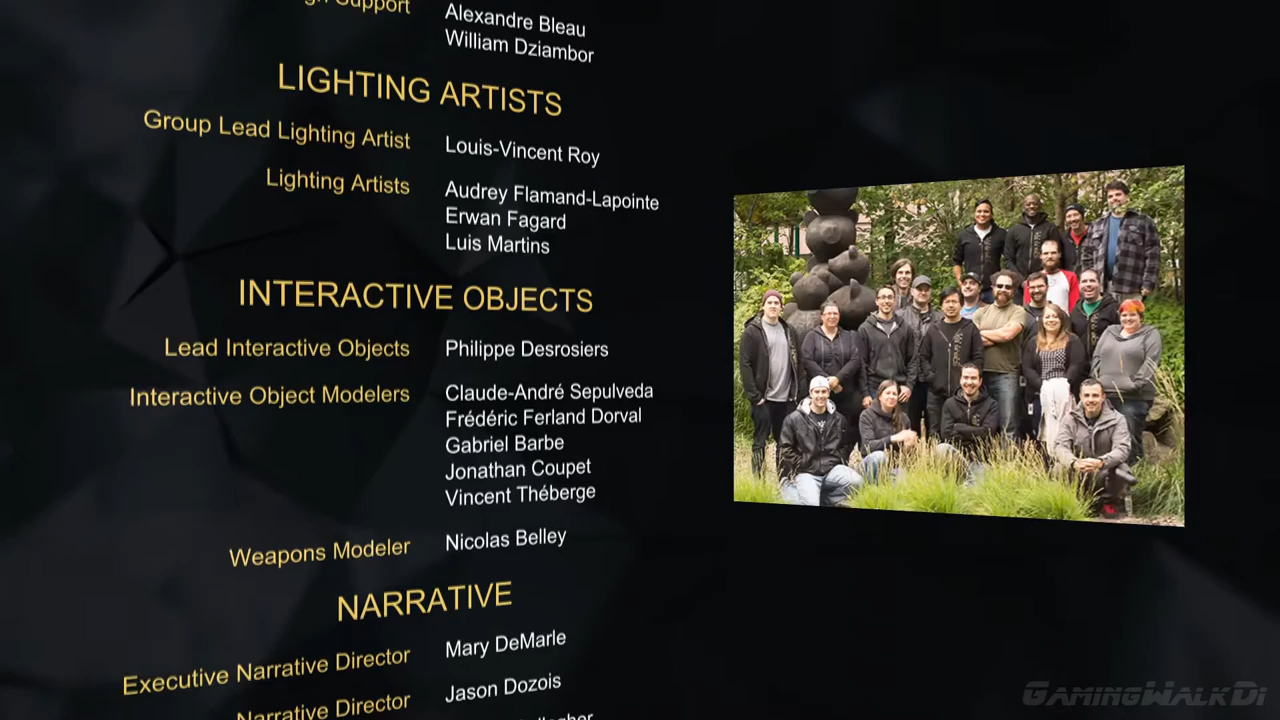 Support
Alexandre Bleau
William Dziambor
LIGHTING ARTISTS
Group Lead Lighting Artist Louis-Vincent Roy
Lighting Artists Audrey Flamand-Lapointe
Erwan Fagard
Luis Martins
INTERACTIVE OBJECTS
Lead Interactive Objects Philippe Desrosiers
Interactive Object Modelers Claude-André Sepulveda
Frédéric Ferland Dorval
Gabriel Barbe
Jonathan Coupet
Vincent Théberge
Weapons Modeler Nicolas Belley
NARRATIVE
Executive Narrative Director Mary DeMarle
Narrative Director Jason Dozois
GamingWalkDi